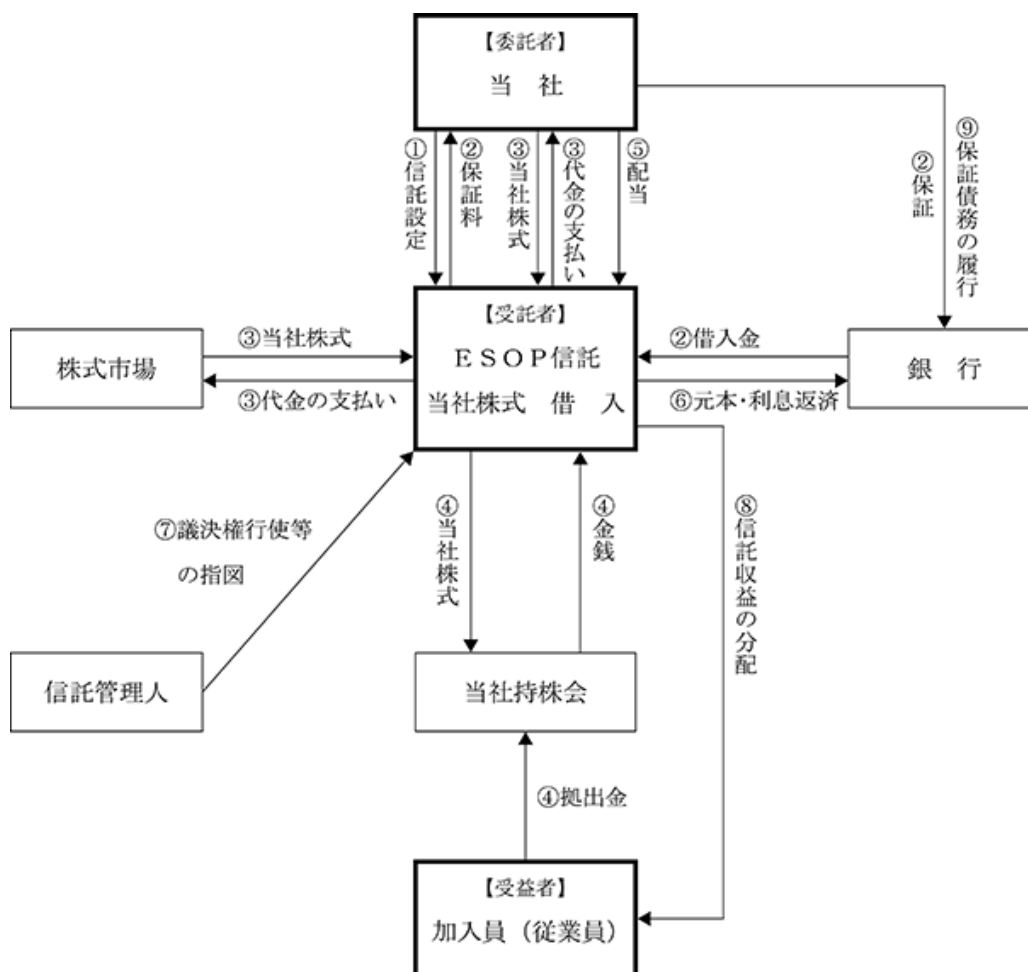 【委託者】
当　社
①信託設定
②保証料
③当社株式
③代金の支払い
⑤配当
②保証
⑨保証債務の履行
株式市場
③当社株式
③代金の支払い
【受託者】
ＥＳＯＰ信託
当社株式　借　入
②借入金
⑥元本・利息返済
銀　行
⑦議決権行使等
の指図
④当社株式
④金銭
⑧信託収益の分配
信託管理人
当社持株会
④拠出金
【受益者】
加入員（従業員）